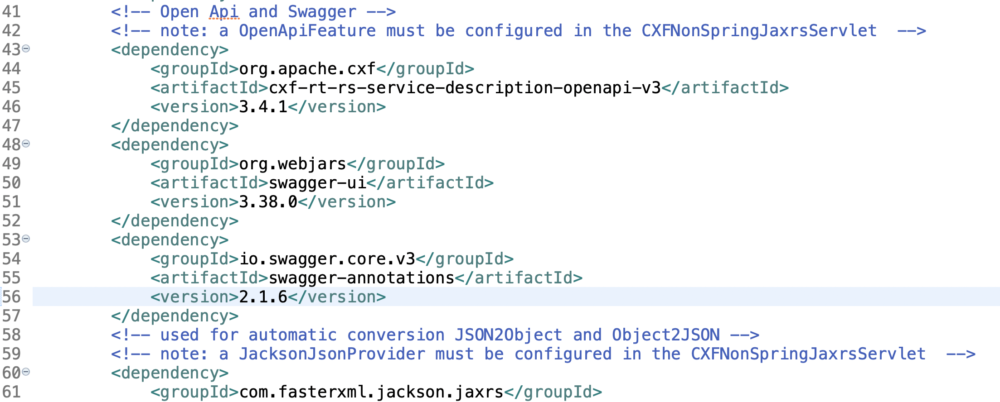 41 <!-- Open Api and Swagger -->
42 <!-- note: a OpenApiFeature must be configured in the CXFNonSpringJaxrsServlet  -->
43 <dependency>
44 <groupId>org.apache.cxf</groupId>
45 <artifactId>cxf-rt-rs-service-description-openapi-v3</artifactId>
46 <version>3.4.1</version>
47 </dependency>
48 <dependency>
49 <groupId>org.webjars</groupId>
50 <artifactId>swagger-ui</artifactId>
51 <version>3.38.0</version>
52 </dependency>
53 <dependency>
54 <groupId>io.swagger.core.v3</groupId>
55 <artifactId>swagger-annotations</artifactId>
56 <version>2.1.6</version>
57 </dependency>
58 <!-- used for automatic conversion JSON2Object and Object2JSON -->
59 <!-- note: a JacksonJsonProvider must be configured in the CXFNonSpringJaxrsServlet  -->
60 <dependency>
61 <groupId>com.fasterxml.jackson.jaxrs</groupId>